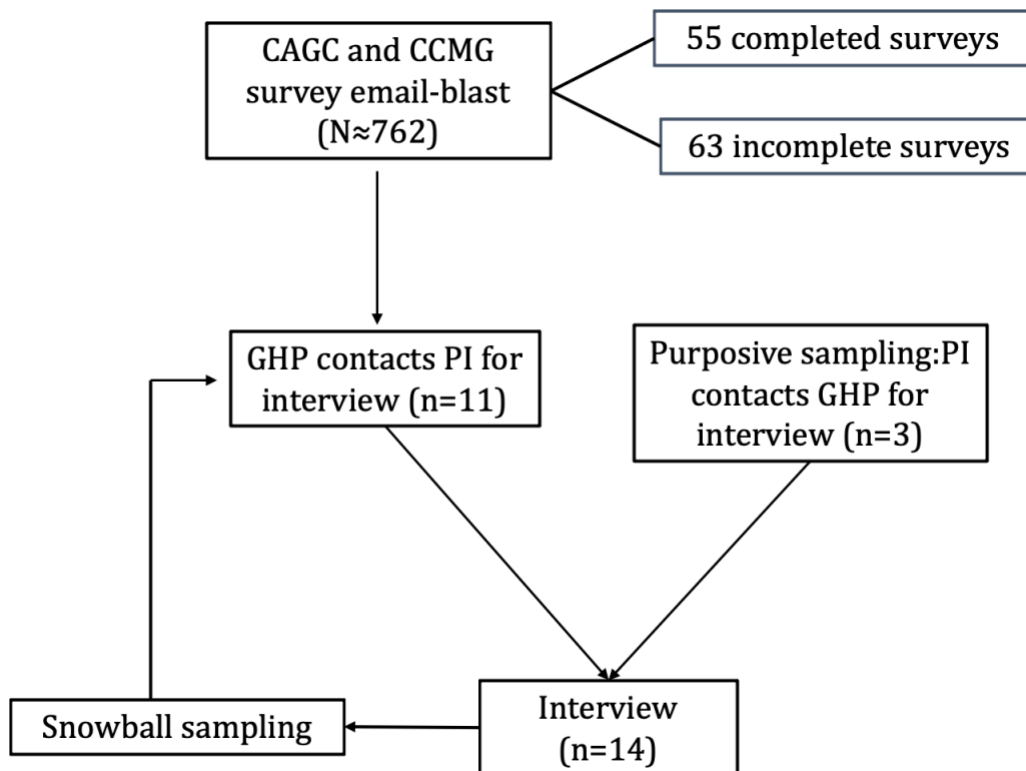 CAGC and CCMG
survey email-blast
(N≈762)
55 completed surveys
63 incomplete surveys
GHP contacts PI for
interview (n=11)
Purposive sampling:PI
contacts GHP for
interview (n=3)
Snowball sampling
Interview
(n=14)